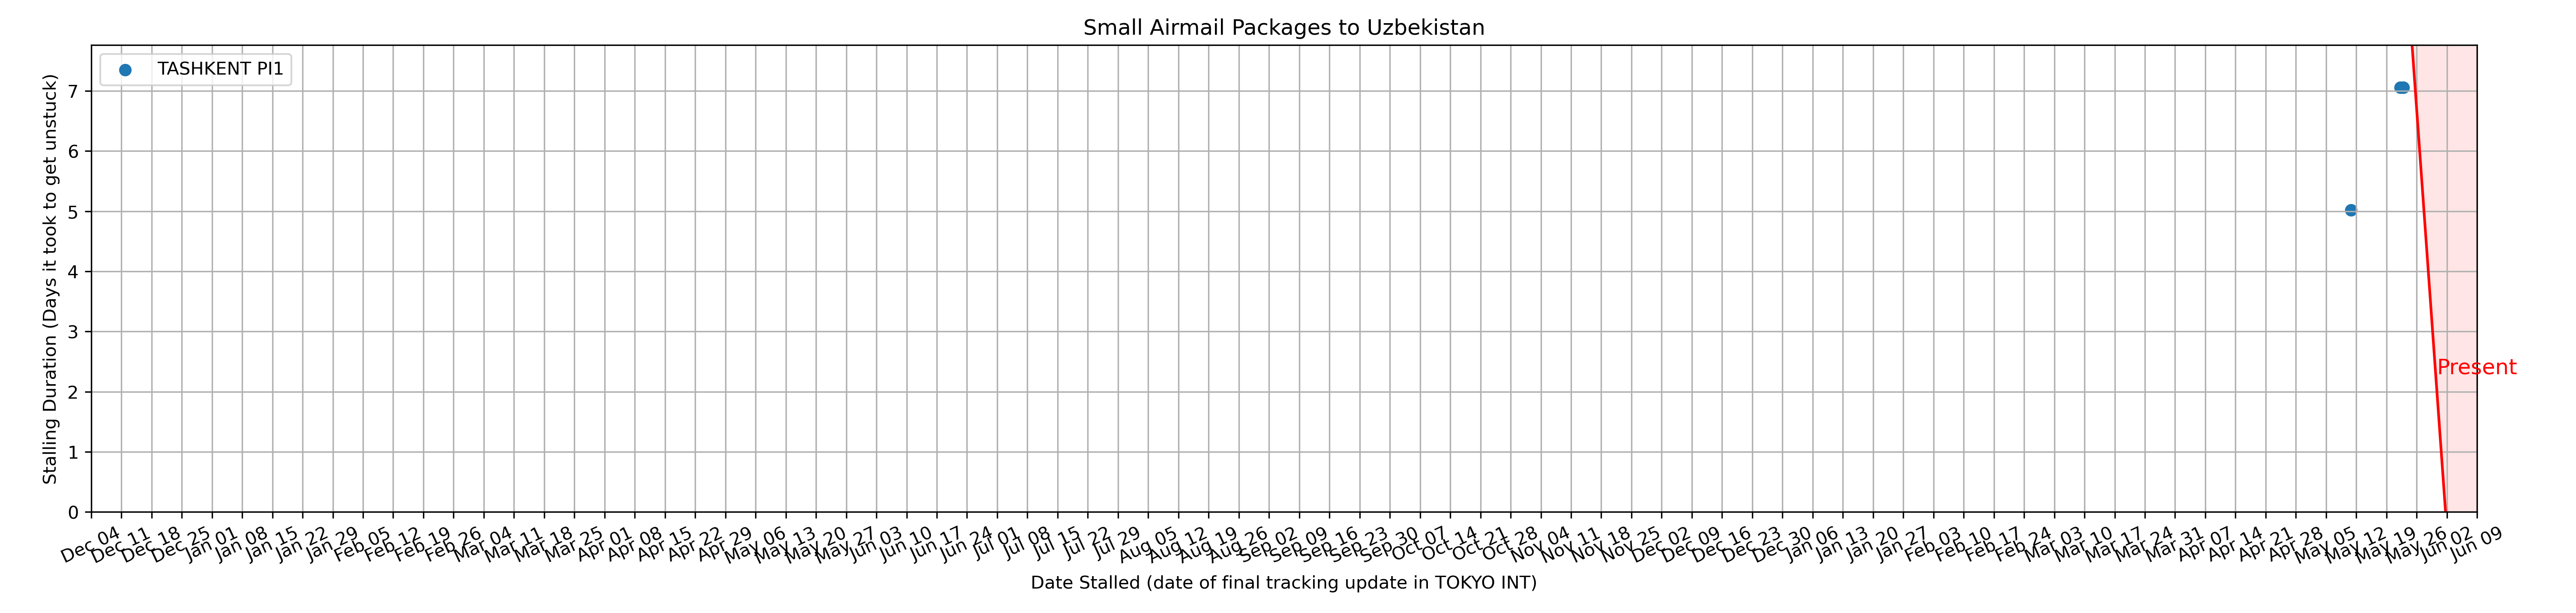 Small Airmail Packages to Uzbekistan
TASHKENT PI1
Stalling Duration (Days it took to get unstuck)
7
6
5
4
3
2
1
0
Present
Dec 04 Dec 11 Dec 18 Dec 25 Jan 01 Jan 08 Jan 15 Jan 22 Jan 29 Feb 05 Feb 12 Feb 19 Feb 26 Mar 04 Mar 11 Mar 18 Mar 25 Apr 01 Apr 08 Apr 15 Apr 22 Apr 29 May 06 May 13 May 20 May 27 Jun 03 Jun 10 Jun 17 Jun 24 Jul 01 Jul 08 Jul 15 Jul 22 Jul 29 Aug 05 Aug 12 Aug 19 Aug 26 Sep 02 Sep 09 Sep 16 Sep 23 Sep 30 Oct 07 Oct 14 Oct 21 Oct 28 Nov 04 Nov 11 Nov 18 Nov 25 Dec 02 Dec 09 Dec 16 Dec 23 Dec 30 Jan 06 Jan 13 Jan 20 Jan 27 Feb 03 Feb 10 Feb 17 Feb 24 Mar 03 Mar 10 Mar 17 Mar 24 Mar 31 Apr 07 Apr 14 Apr 21 Apr 28 May 05 May 12 May 19 May 26 Jun 02 Jun 09
Date Stalled (date of final tracking update in TOKYO INT)